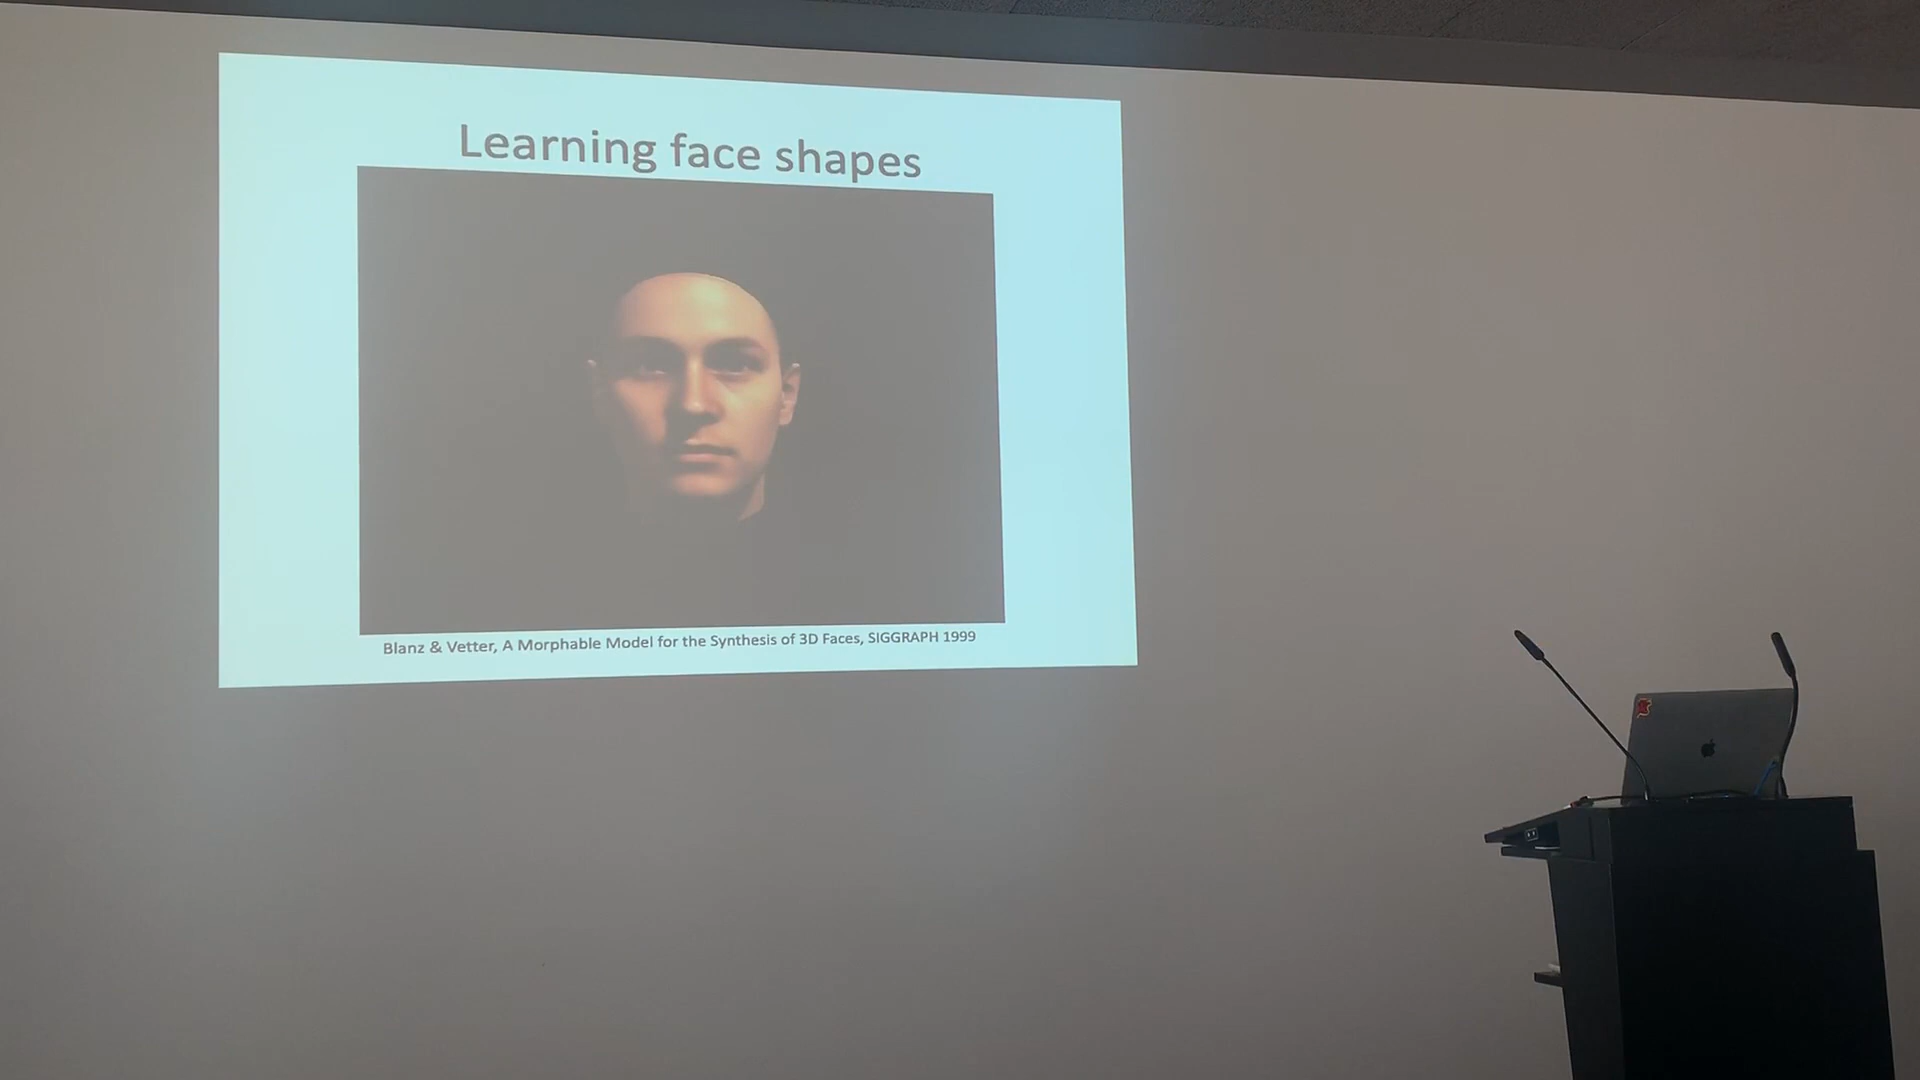 Learning face shapes
Blanz & Vetter, A Morphable Model for the Synthesis of 3D Faces, SIGGRAPH 1999